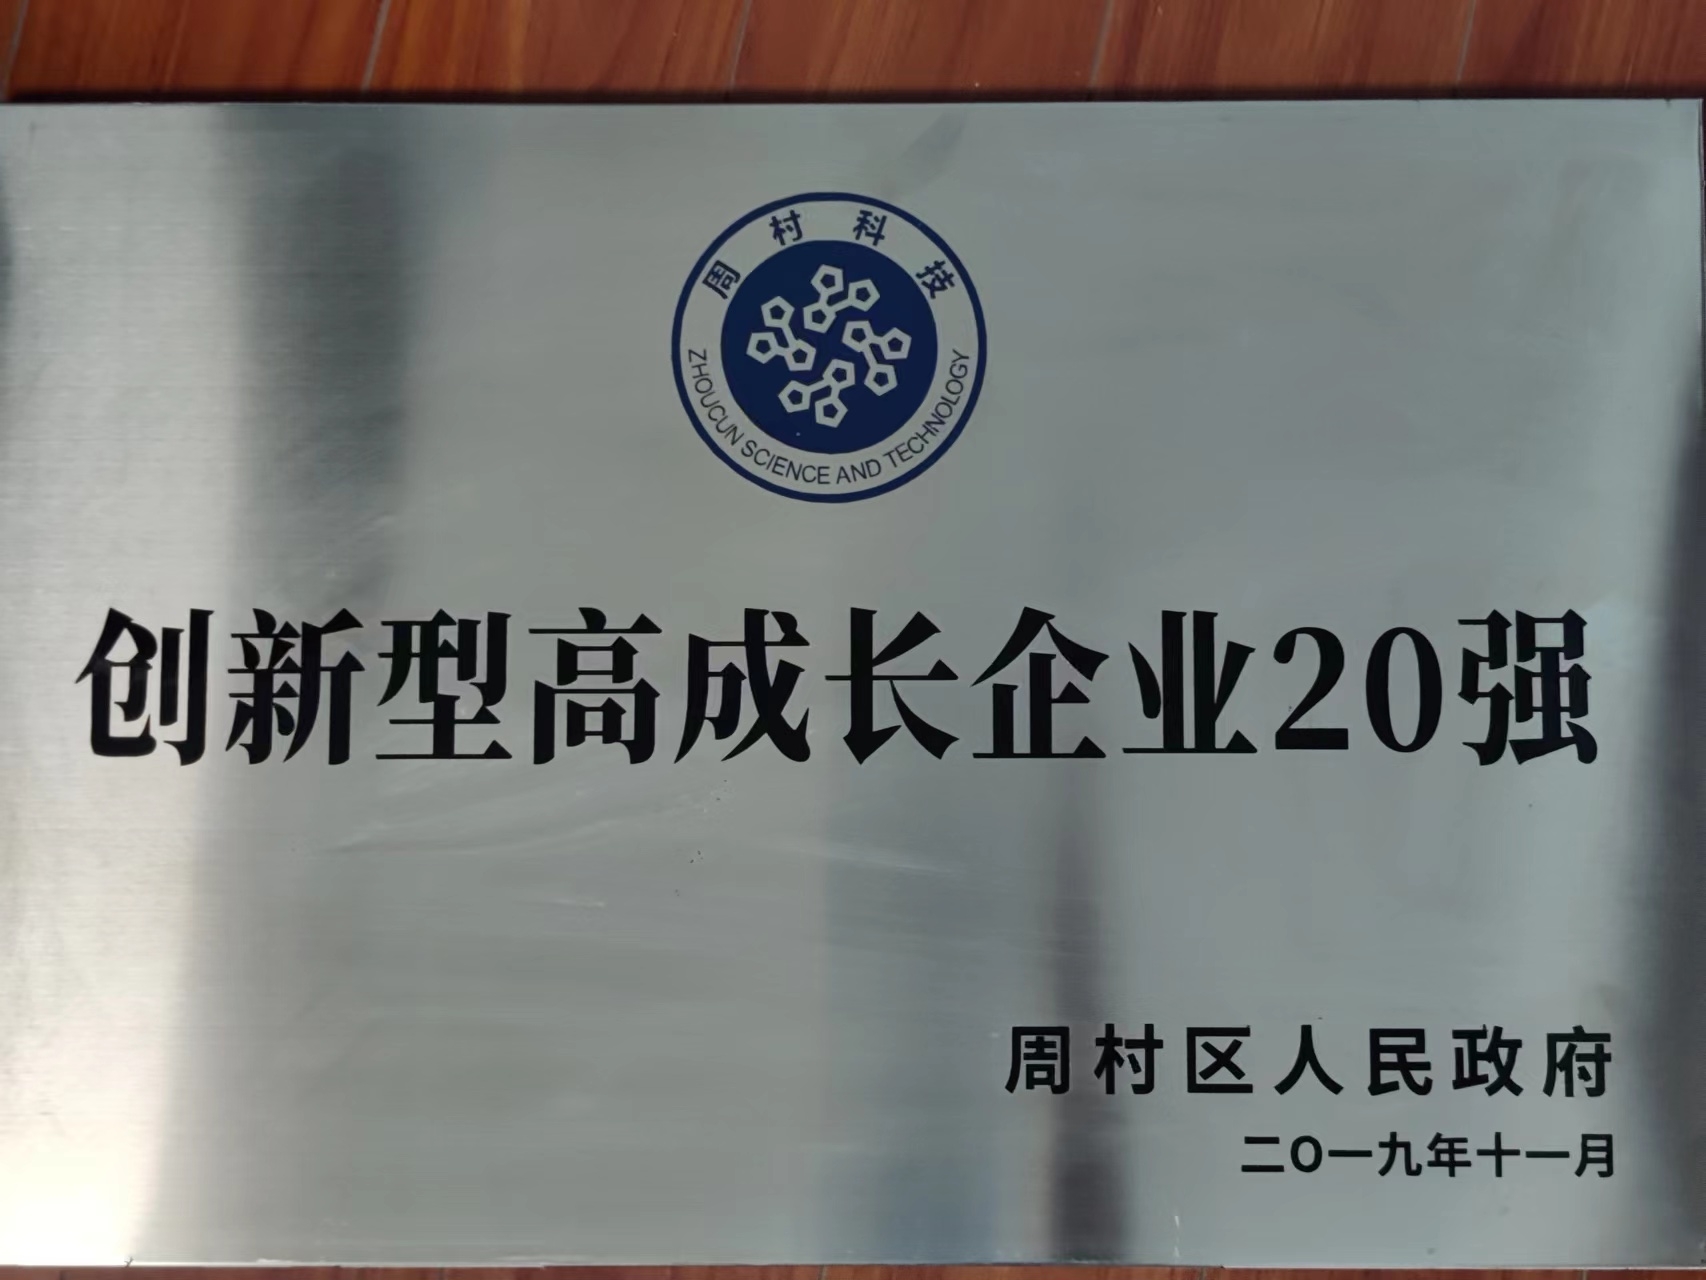 周村科技
ZHOUCUN SCIENCE AND TECHNOLOGY
创新型高成长企业20强
周村区人民政府
二〇一九年十一月